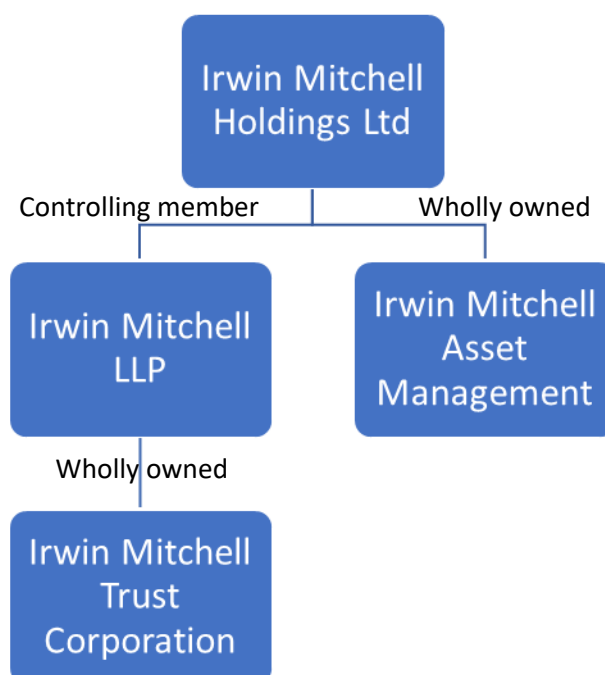 Irwin Mitchell
Holdings Ltd
Controlling member
Wholly owned
Irwin Mitchell
LLP
Irwin Mitchell
Asset
Management
Wholly owned
Irwin Mitchell
Trust
Corporation